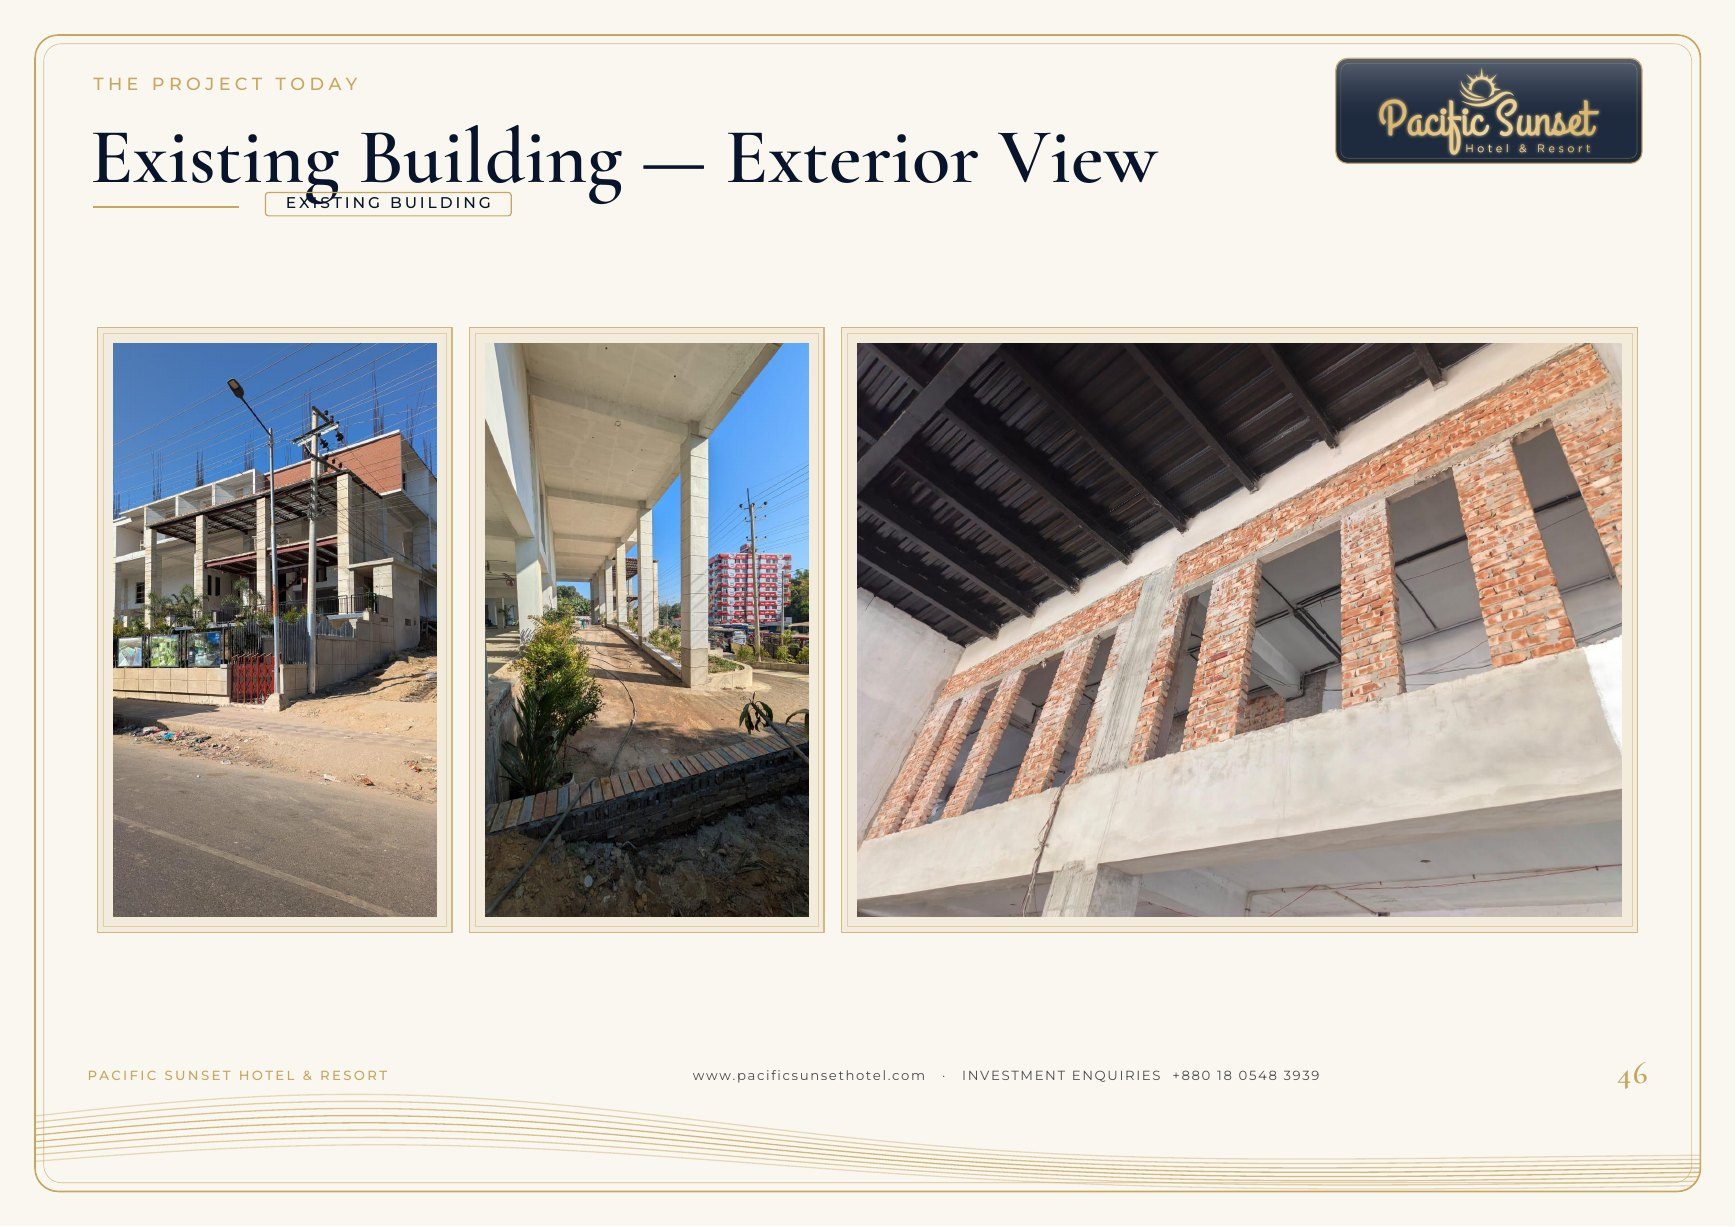 THE PROJECT TODAY
Existing Building — Exterior View
EXISTING BUILDING
Pacific Sunset
Hotel & Resort
PACIFIC SUNSET HOTEL & RESORT
www.pacificsunsethotel.com · INVESTMENT ENQUIRIES +880 18 0548 3939
46